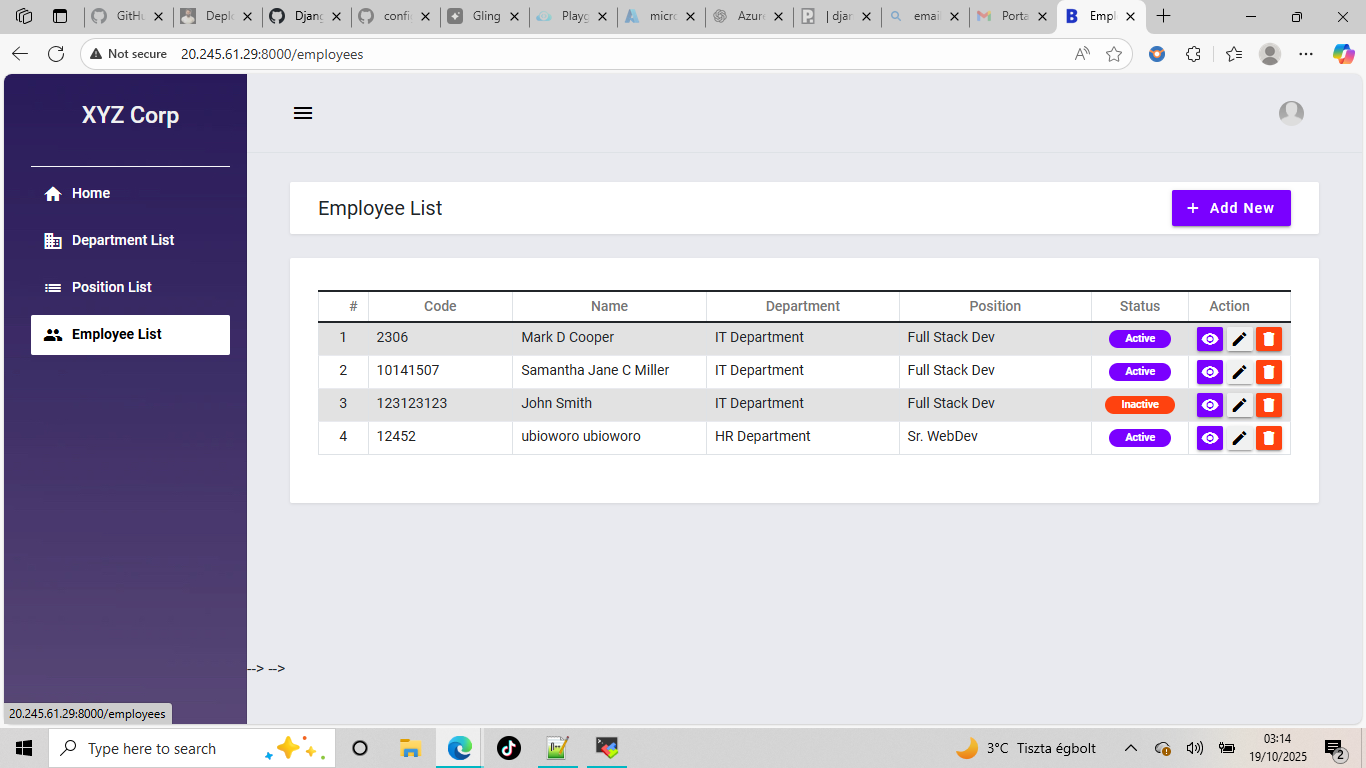 GitHu Deplo Djang confi Gling Playg micro Azure | djan emai Porta Empl
Not secure 20.245.61.29:8000/employees
XYZ Corp
Home
Department List
Position List
Employee List
Employee List
+ Add New
# Code Name Department Position Status Action
1 2306 Mark D Cooper IT Department Full Stack Dev Active
2 10141507 Samantha Jane C Miller IT Department Full Stack Dev Active
3 123123123 John Smith IT Department Full Stack Dev Inactive
4 12452 ubioworo ubioworo HR Department Sr. WebDev Active
--> -->
20.245.61.29:8000/employees
Type here to search
3°C Tiszta égbolt
03:14
19/10/2025
2